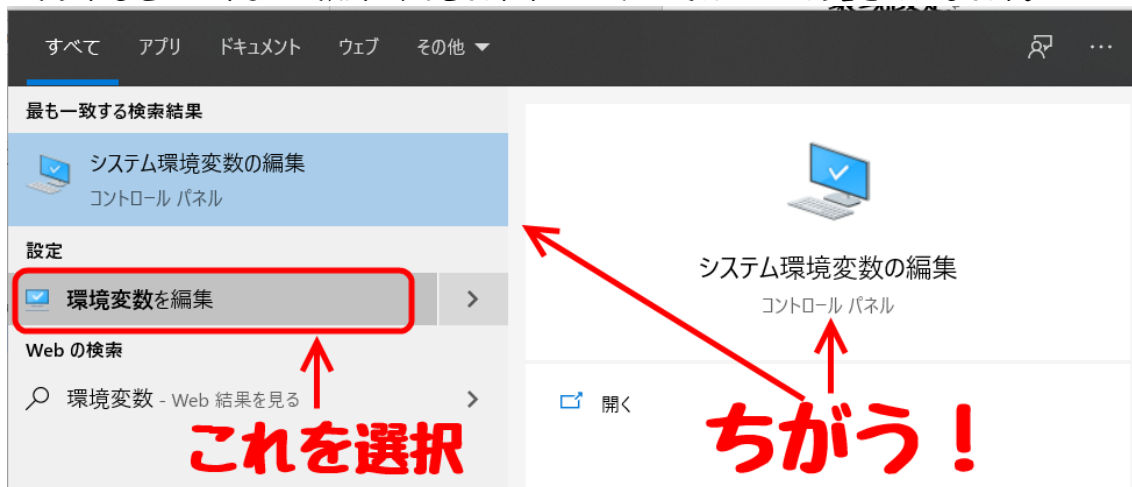 すべて アプリ ドキュメント ウェブ その他
最も一致する検索結果
システム環境変数の編集
コントロール パネル
設定
環境変数を編集
Web の検索
環境変数 - Web 結果を見る
これを選択
システム環境変数の編集
コントロール パネル
開く
ちがう！